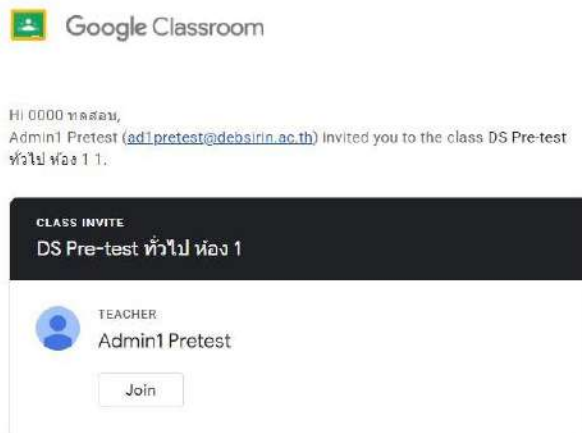 Google Classroom
Hi 0000 ทดสอบ,
Admin1 Pretest (ad1pretest@debsirin.ac.th) invited you to the class DS Pre-test
ทั่วไป ห้อง 1 1.
CLASS INVITE
DS Pre-test ทั่วไป ห้อง 1
TEACHER
Admin1 Pretest
Join